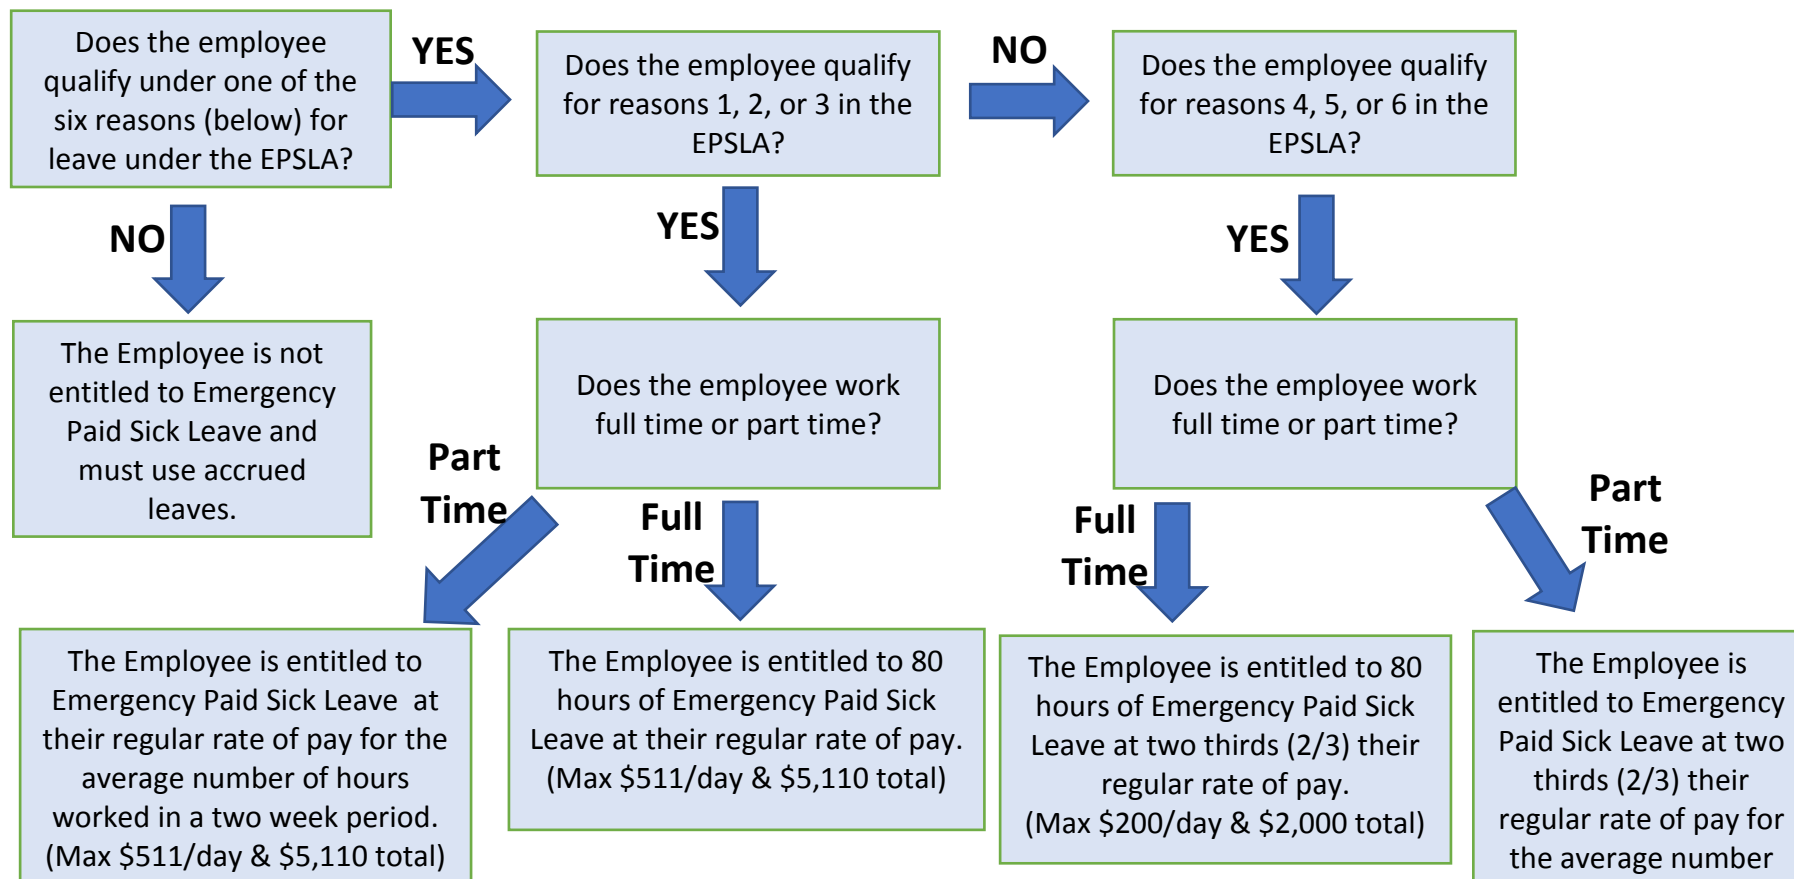 Does the employee
qualify under one of the
six reasons (below) for
leave under the EPSLA?
YES
Does the employee qualify
for reasons 1, 2, or 3 in the
EPSLA?
NO
Does the employee qualify
for reasons 4, 5, or 6 in the
EPSLA?
NO
YES
YES
The Employee is not
entitled to Emergency
Paid Sick Leave and
must use accrued
leaves.
Does the employee work
full time or part time?
Does the employee work
full time or part time?
Part
Time
Full
Time
Full
Time
Part
Time
The Employee is entitled to
Emergency Paid Sick Leave  at
their regular rate of pay for the
average number of hours
worked in a two week period.
(Max $511/day & $5,110 total)
The Employee is entitled to 80
hours of Emergency Paid Sick
Leave at their regular rate of pay.
(Max $511/day & $5,110 total)
The Employee is entitled to 80
hours of Emergency Paid Sick
Leave at two thirds (2/3) their
regular rate of pay.
(Max $200/day & $2,000 total)
The Employee is
entitled to Emergency
Paid Sick Leave at two
thirds (2/3) their
regular rate of pay for
the average number